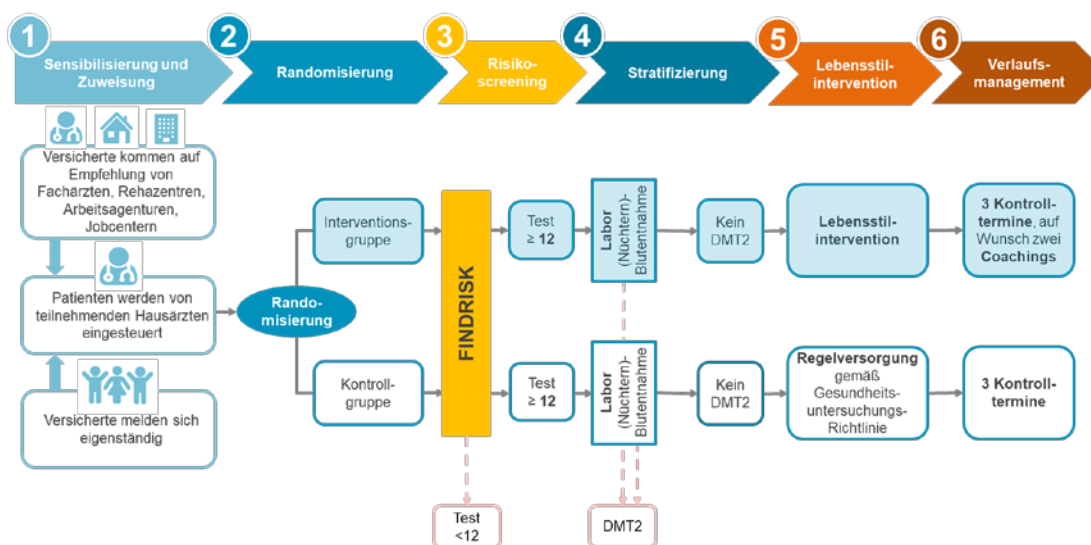 1
Sensibilisierung und
Zuweisung
2
Randomisierung
3
Risiko-
screening
4
Stratifizierung
5
Lebensstil-
intervention
6
Verlaufs-
management
Versicherte kommen auf
Empfehlung von
Fachärzten, Rehazentren,
Arbeitsagenturen,
Jobcentern
Patienten werden von
teilnehmenden Hausärzten
eingesteuert
Versicherte melden sich
eigenständig
Rando-
misierung
Interventions-
gruppe
Kontroll-
gruppe
FINDRISK
Test
≥ 12
Labor
(Nüchtern)-
Blutentnahme
Kein
DMT2
Lebensstil-
intervention
3 Kontroll-
termine, auf
Wunsch zwei
Coachings
Test
≥ 12
Labor
(Nüchtern)-
Blutentnahme
Kein
DMT2
Regelversorgung
gemäß
Gesundheits-
untersuchungs-
Richtlinie
3 Kontroll-
termine
Test
<12
DMT2